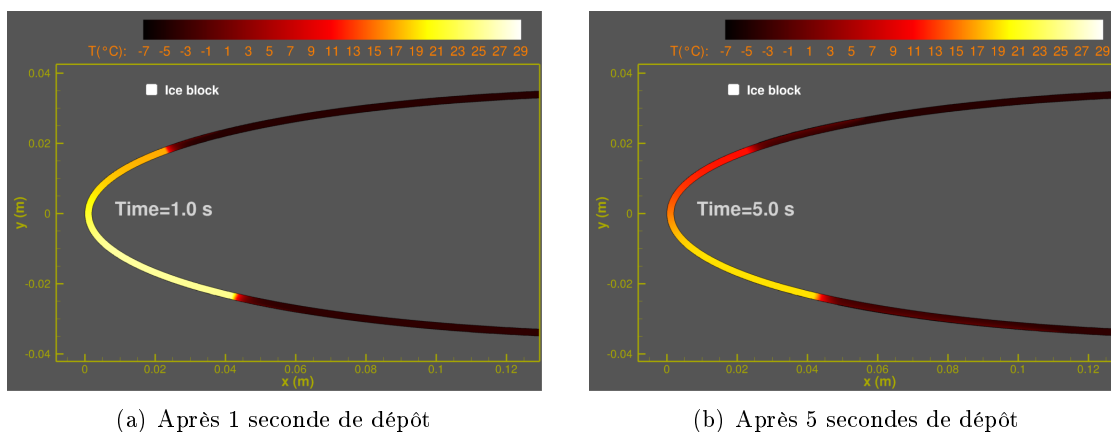 T(°C): -7 -5 -3 -1 1 3 5 7 9 11 13 15 17 19 21 23 25 27 29
0.04
Ice block
0.02
Time=1.0 s
y (m)
0
-0.02
-0.04
0 0.02 0.04 0.06 0.08 0.1 0.12
x (m)
(a) Après 1 seconde de dépôt
T(°C): -7 -5 -3 -1 1 3 5 7 9 11 13 15 17 19 21 23 25 27 29
0.04
Ice block
0.02
Time=5.0 s
y (m)
0
-0.02
-0.04
0 0.02 0.04 0.06 0.08 0.1 0.12
x (m)
(b) Après 5 secondes de dépôt